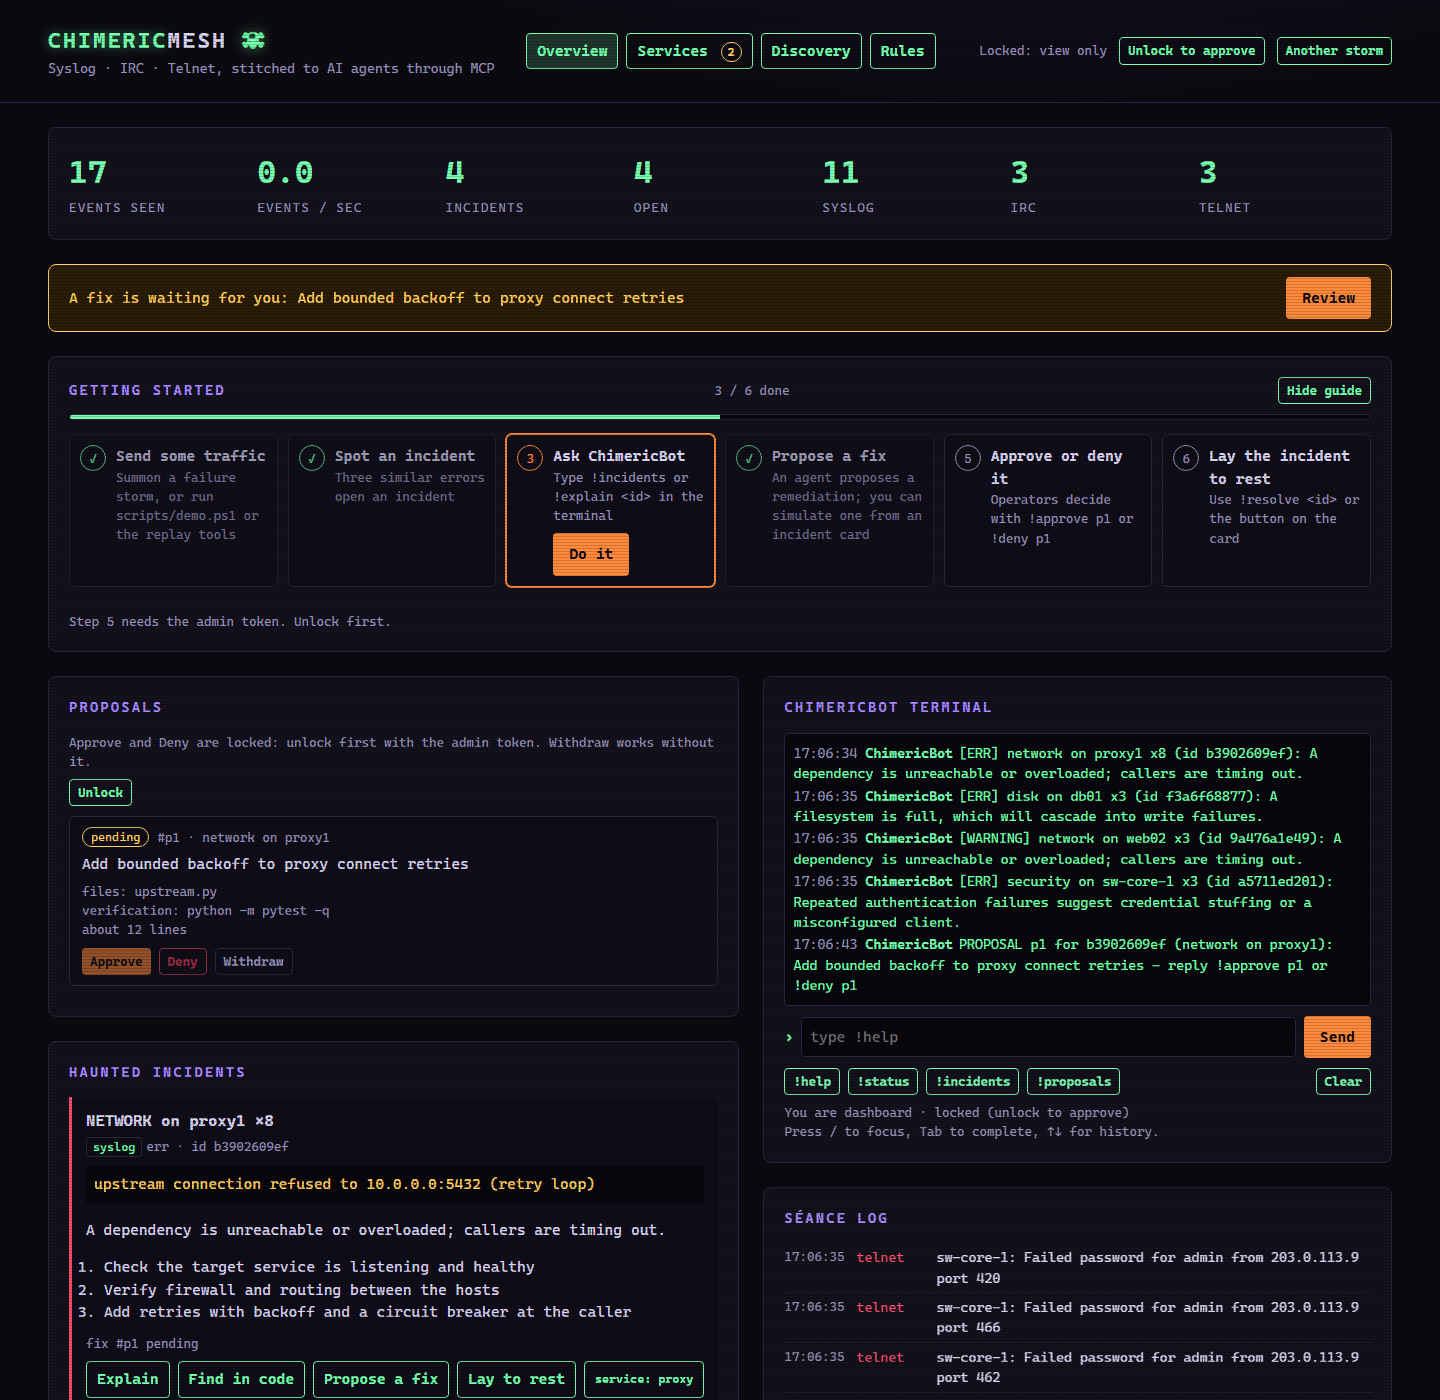 CHIMERICMESH
Syslog · IRC · Telnet, stitched to AI agents through MCP
Overview
Services 2
Discovery
Rules
Locked: view only
Unlock to approve
Another storm
17
EVENTS SEEN
0.0
EVENTS / SEC
4
INCIDENTS
4
OPEN
11
SYSLOG
3
IRC
3
TELNET
A fix is waiting for you: Add bounded backoff to proxy connect retries
Review
GETTING STARTED
3 / 6 done
Hide guide
✓
Send some traffic
Summon a failure
storm, or run
scripts/demo.ps1 or
the replay tools
✓
Spot an incident
Three similar errors
open an incident
3
Ask ChimericBot
Type !incidents or
!explain <id> in the
terminal
Do it
✓
Propose a fix
An agent proposes a
remediation; you can
simulate one from an
incident card
5
Approve or deny
it
Operators decide
with !approve p1 or
!deny p1
6
Lay the incident
to rest
Use !resolve <id> or
the button on the
card
Step 5 needs the admin token. Unlock first.
PROPOSALS
Approve and Deny are locked: unlock first with the admin token. Withdraw works without
it.
Unlock
pending #p1 · network on proxy1
Add bounded backoff to proxy connect retries
files: upstream.py
verification: python -m pytest -q
about 12 lines
Approve
Deny
Withdraw
HAUNTED INCIDENTS
NETWORK on proxy1 ×8
syslog err · id b3902609ef
upstream connection refused to 10.0.0.0:5432 (retry loop)
A dependency is unreachable or overloaded; callers are timing out.
1. Check the target service is listening and healthy
2. Verify firewall and routing between the hosts
3. Add retries with backoff and a circuit breaker at the caller
fix #p1 pending
Explain
Find in code
Propose a fix
Lay to rest
service: proxy
CHIMERICBOT TERMINAL
17:06:34 ChimericBot [ERR] network on proxy1 x8 (id b3902609ef): A
dependency is unreachable or overloaded; callers are timing out.
17:06:35 ChimericBot [ERR] disk on db01 x3 (id f3a6f68877): A
filesystem is full, which will cascade into write failures.
17:06:35 ChimericBot [WARNING] network on web02 x3 (id 9a476a1e49): A
dependency is unreachable or overloaded; callers are timing out.
17:06:35 ChimericBot [ERR] security on sw-core-1 x3 (id a5711ed201):
Repeated authentication failures suggest credential stuffing or a
misconfigured client.
17:06:43 ChimericBot PROPOSAL p1 for b3902609ef (network on proxy1):
Add bounded backoff to proxy connect retries — reply !approve p1 or
!deny p1
› type !help
Send
!help
!status
!incidents
!proposals
Clear
You are dashboard · locked (unlock to approve)
Press / to focus, Tab to complete, ↑↓ for history.
SÉANCE LOG
17:06:35 telnet sw-core-1: Failed password for admin from 203.0.113.9
port 420
17:06:35 telnet sw-core-1: Failed password for admin from 203.0.113.9
port 466
17:06:35 telnet sw-core-1: Failed password for admin from 203.0.113.9
port 462